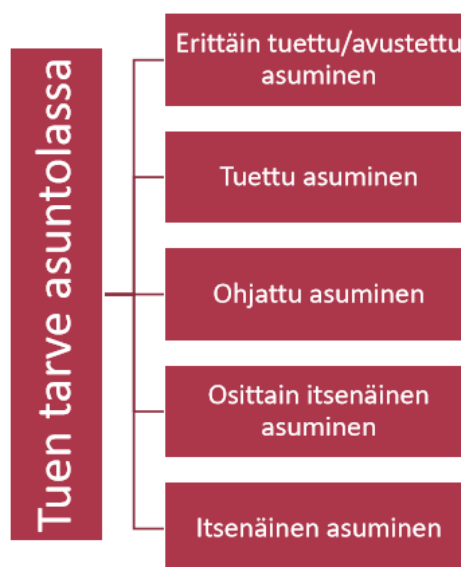 Tuen tarve asuntolassa
Erittäin tuettu/avustettu
asuminen
Tuettu asuminen
Ohjattu asuminen
Osittain itsenäinen
asuminen
Itsenäinen asuminen